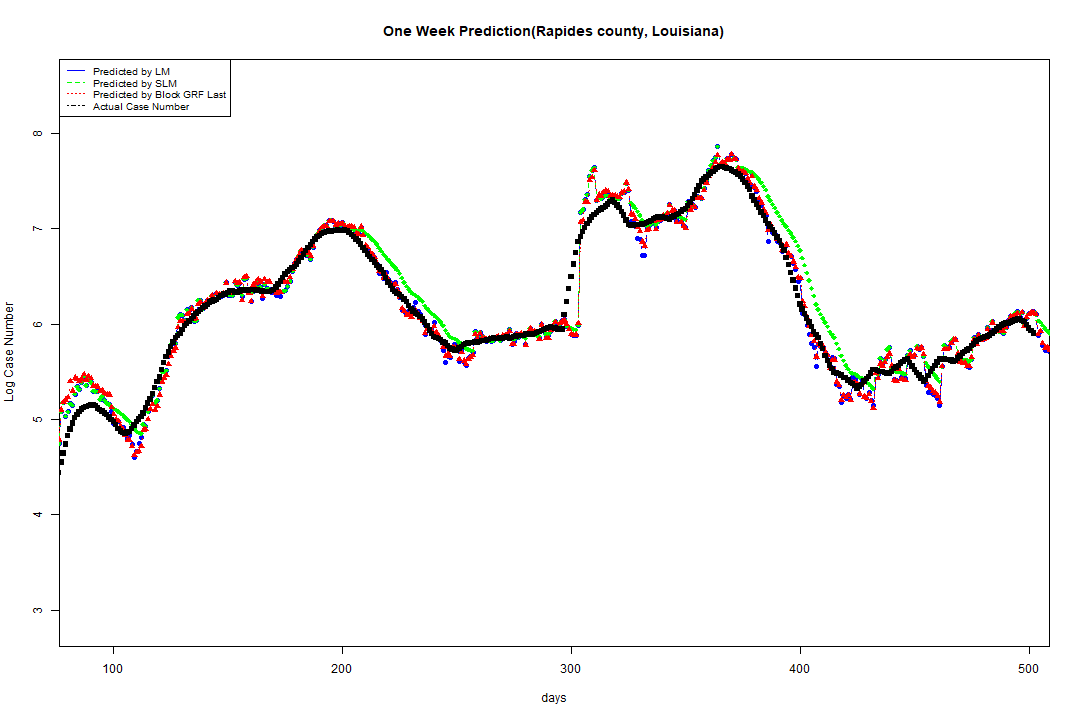 One Week Prediction(Rapides county, Louisiana)
Predicted by LM
Predicted by SLM
Predicted by Block GRF Last
Actual Case Number
8
7
6
5
4
3
Log Case Number
100 200 300 400 500
days